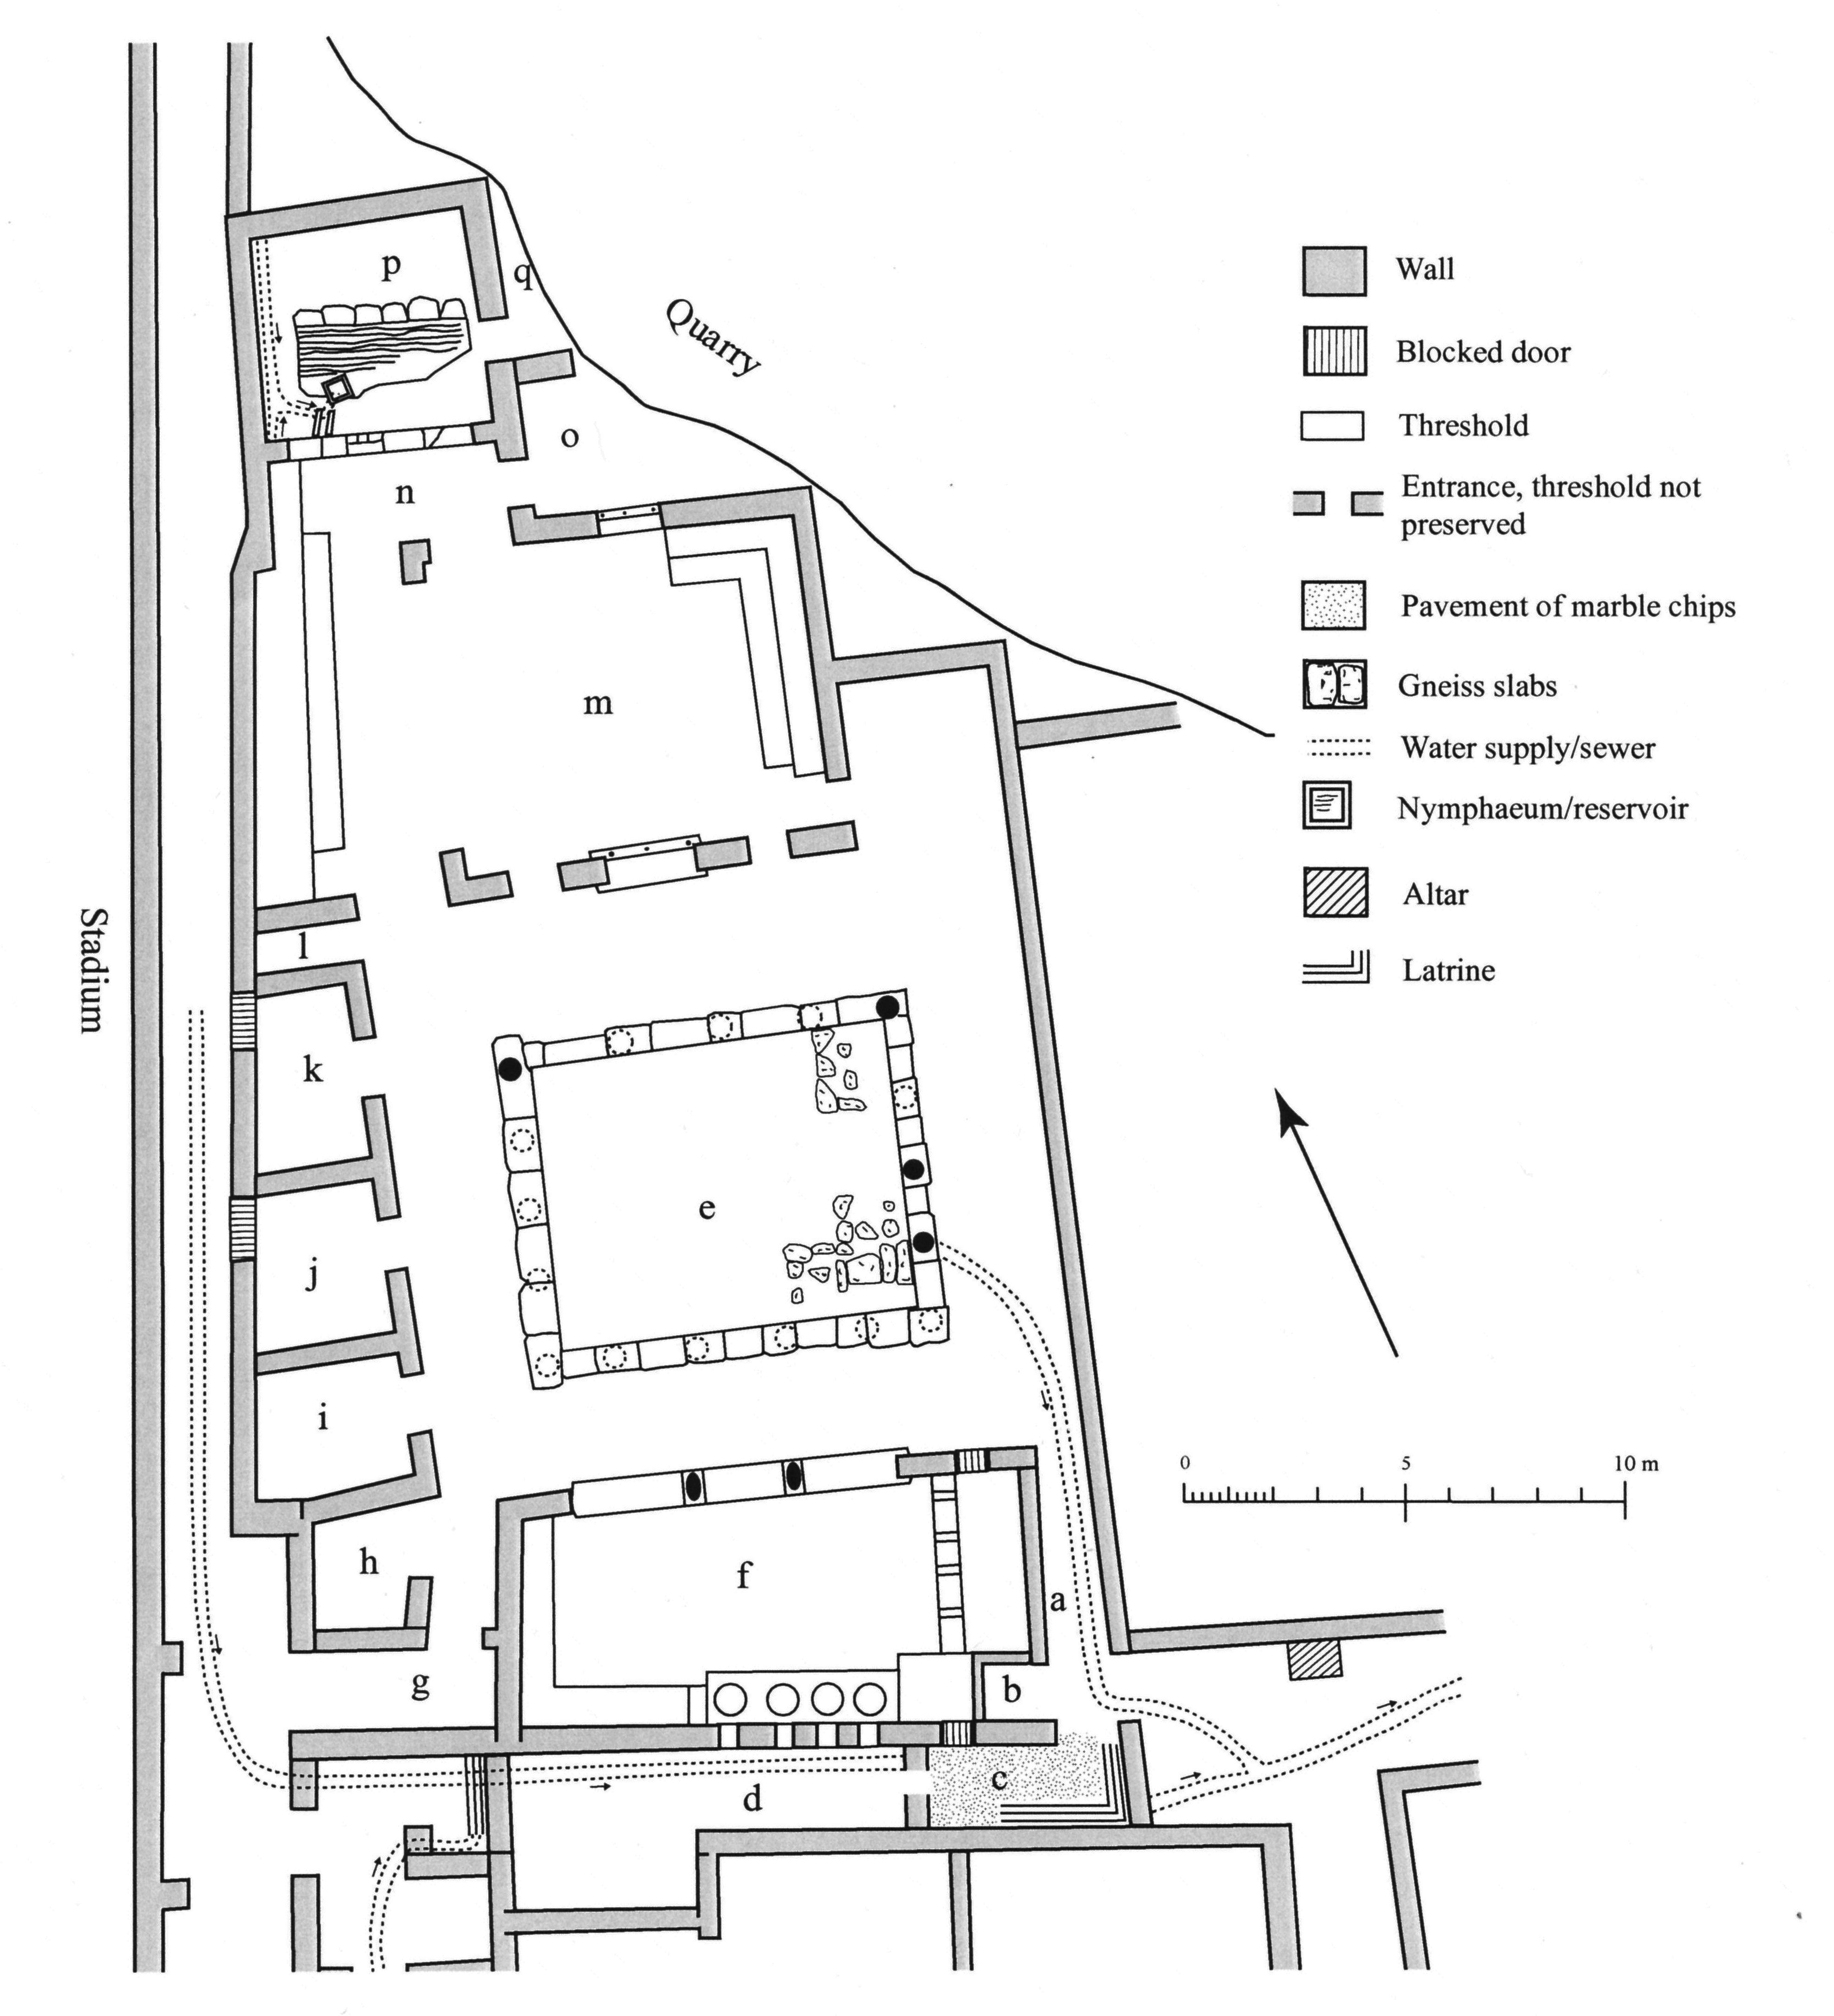 p
q
Quarry
o
n
m
l
k
j
i
h
g
e
f
a
b
c
d
Stadium
Wall
Blocked door
Threshold
Entrance, threshold not
preserved
Pavement of marble chips
Gneiss slabs
Water supply/sewer
Nymphaeum/reservoir
Altar
Latrine
0 5 10 m